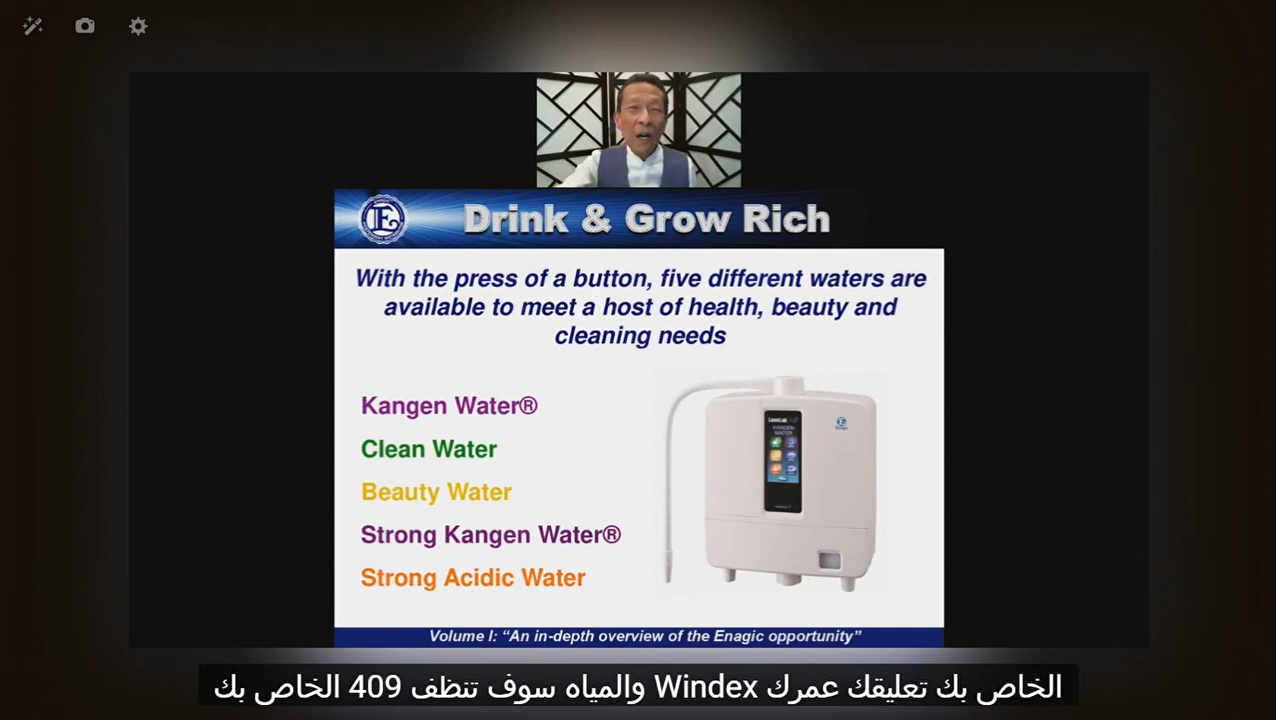 Drink & Grow Rich
With the press of a button, five different waters are
available to meet a host of health, beauty and
cleaning needs
Kangen Water®
Clean Water
Beauty Water
Strong Kangen Water®
Strong Acidic Water
KANGEN
WATER
Volume I: “An in-depth overview of the Enagic opportunity”
الخاص بك تعليقك عمرك Windex والمياه سوف تنظف 409 الخاص بك